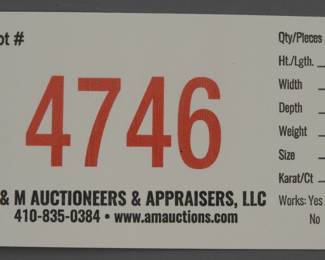 ot #
4746
& M AUCTIONEERS & APPRAISERS, LLC
410-835-0384 • www.amauctions.com
Qty/Pieces
Ht./Lgth.
Width
Depth
Weight
Size
Karat/Ct
Works: Yes
No